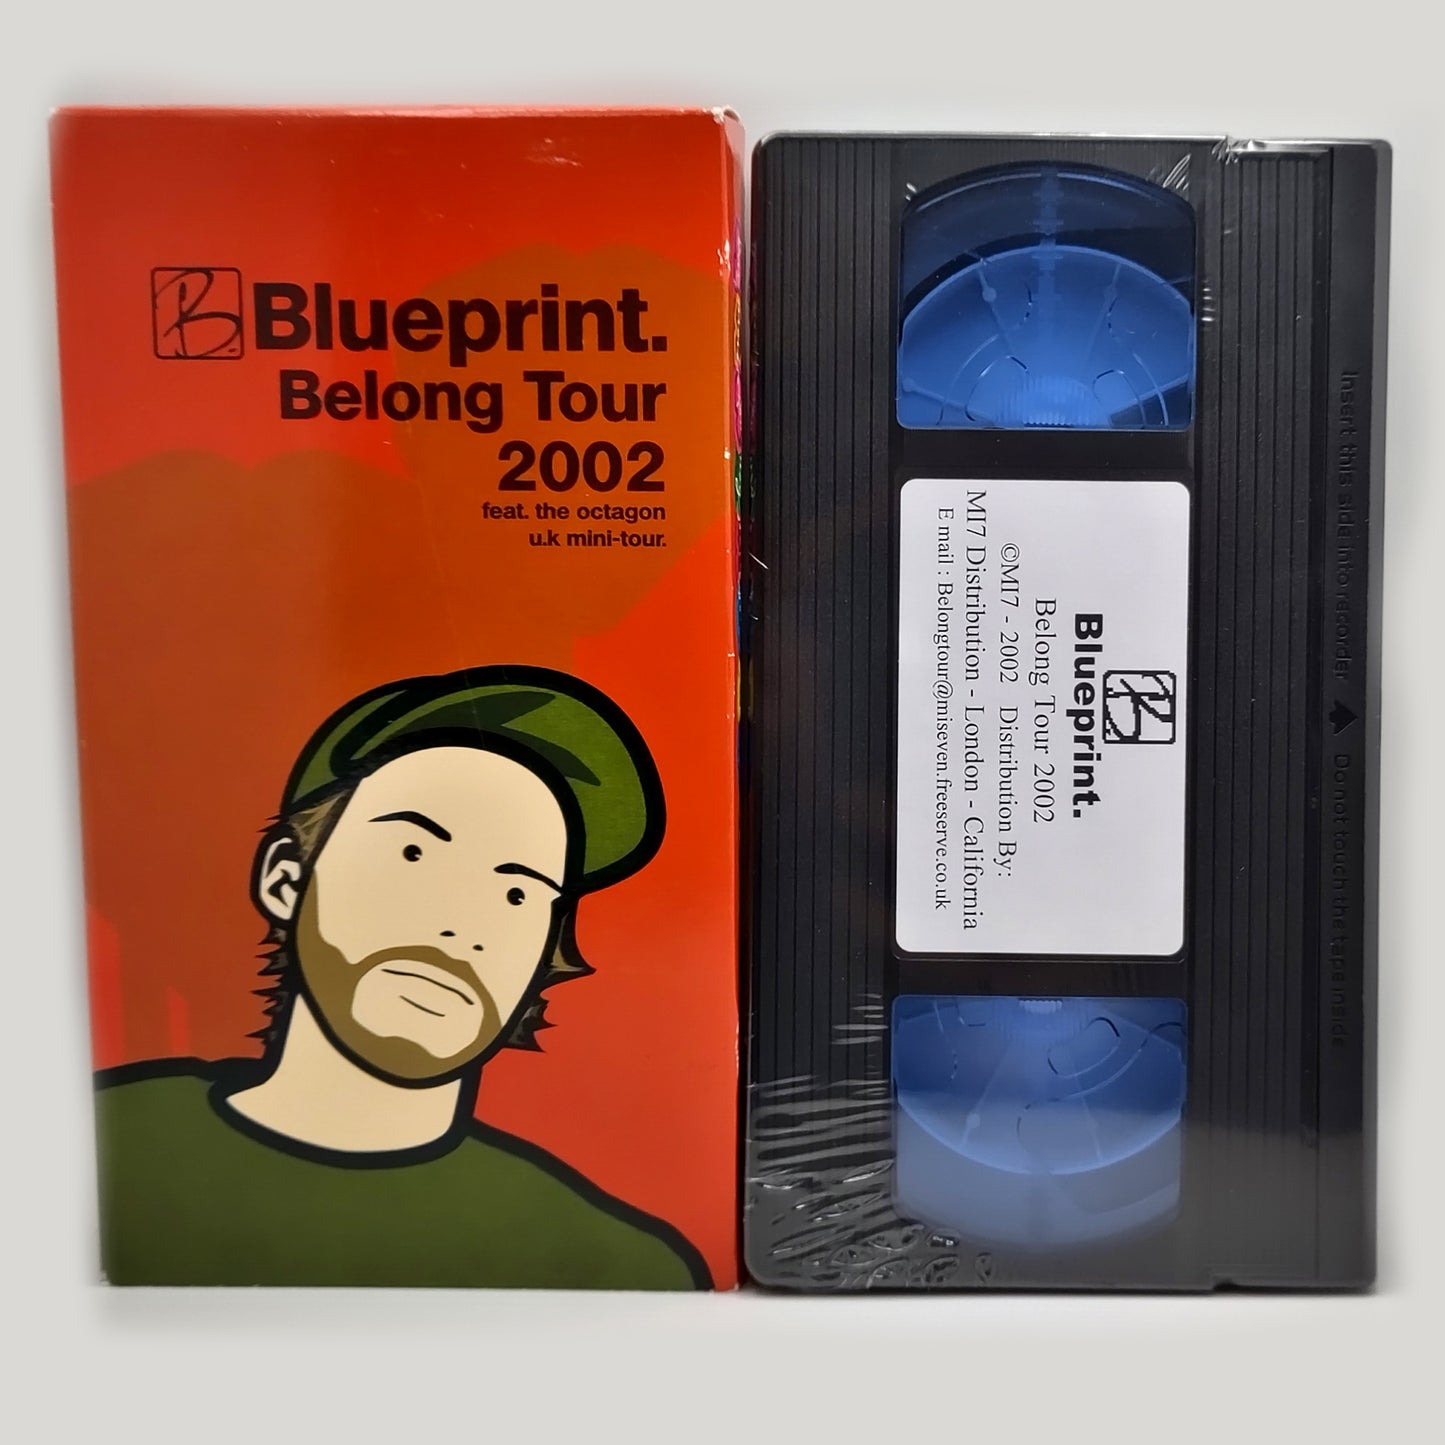 B.
Blueprint.
Belong Tour
2002
feat. the octagon
u.k mini-tour.
B
Blueprint.
Belong Tour 2002
©MI7 - 2002 Distribution By:
MI7 Distribution - London - California
E mail : Belongtour@miseven.freeserve.co.uk
Insert this side into recorder
Do not touch the tape inside